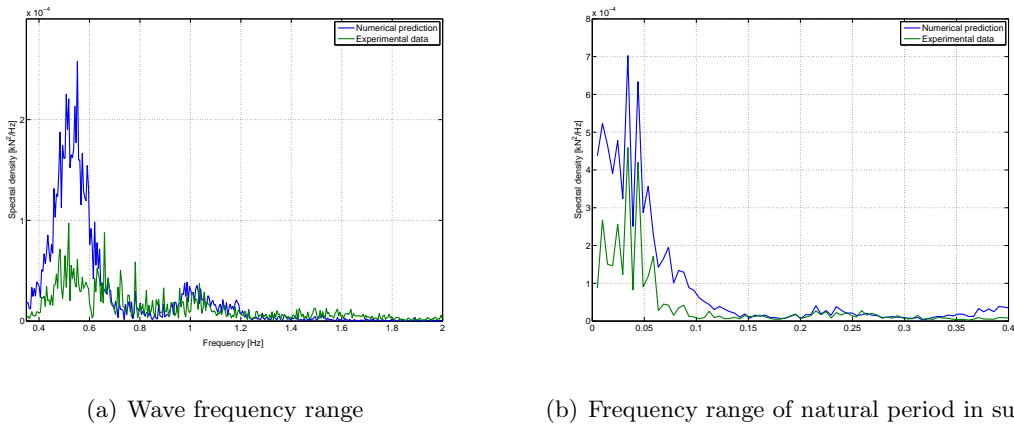 x 10⁻⁴
Numerical prediction
Experimental data
Spectral density [kN²/Hz]
2
1
0
0.4 0.6 0.8 1 1.2 1.4 1.6 1.8 2
Frequency [Hz]
(a) Wave frequency range
x 10⁻⁴
Numerical prediction
Experimental data
Spectral density [kN²/Hz]
8
7
6
5
4
3
2
1
0
0 0.05 0.1 0.15 0.2 0.25 0.3 0.35 0.4
(b) Frequency range of natural period in su